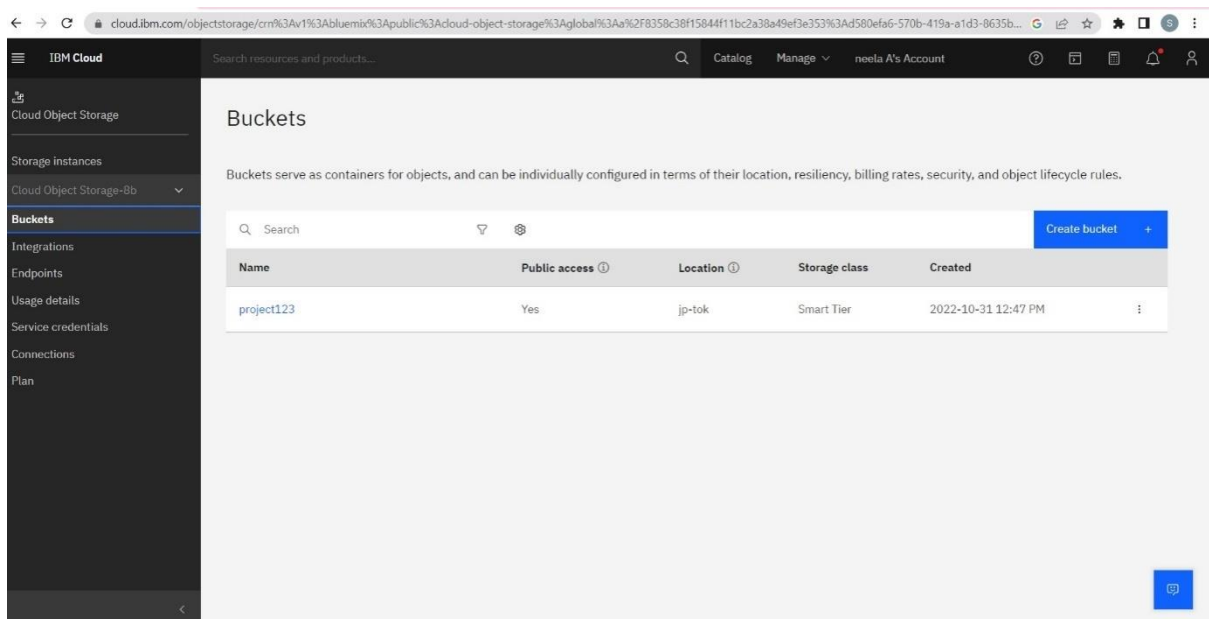 cloud.ibm.com/objectstorage/crn%3Av1%3Abluemix%3Apublic%3Acloud-object-storage%3Aglobal%3Aa%2F8358c38f15844f11bc2a38a49ef3e353%3Ad580efa6-570b-419a-a1d3-8635b... G S
IBM Cloud Search resources and products... Catalog Manage neela A's Account
Cloud Object Storage
Storage instances
Cloud Object Storage-8b
Buckets
Integrations
Endpoints
Usage details
Service credentials
Connections
Plan
Buckets
Buckets serve as containers for objects, and can be individually configured in terms of their location, resiliency, billing rates, security, and object lifecycle rules.
Search Create bucket +
Name Public access Location Storage class Created
project123 Yes jp-tok Smart Tier 2022-10-31 12:47 PM